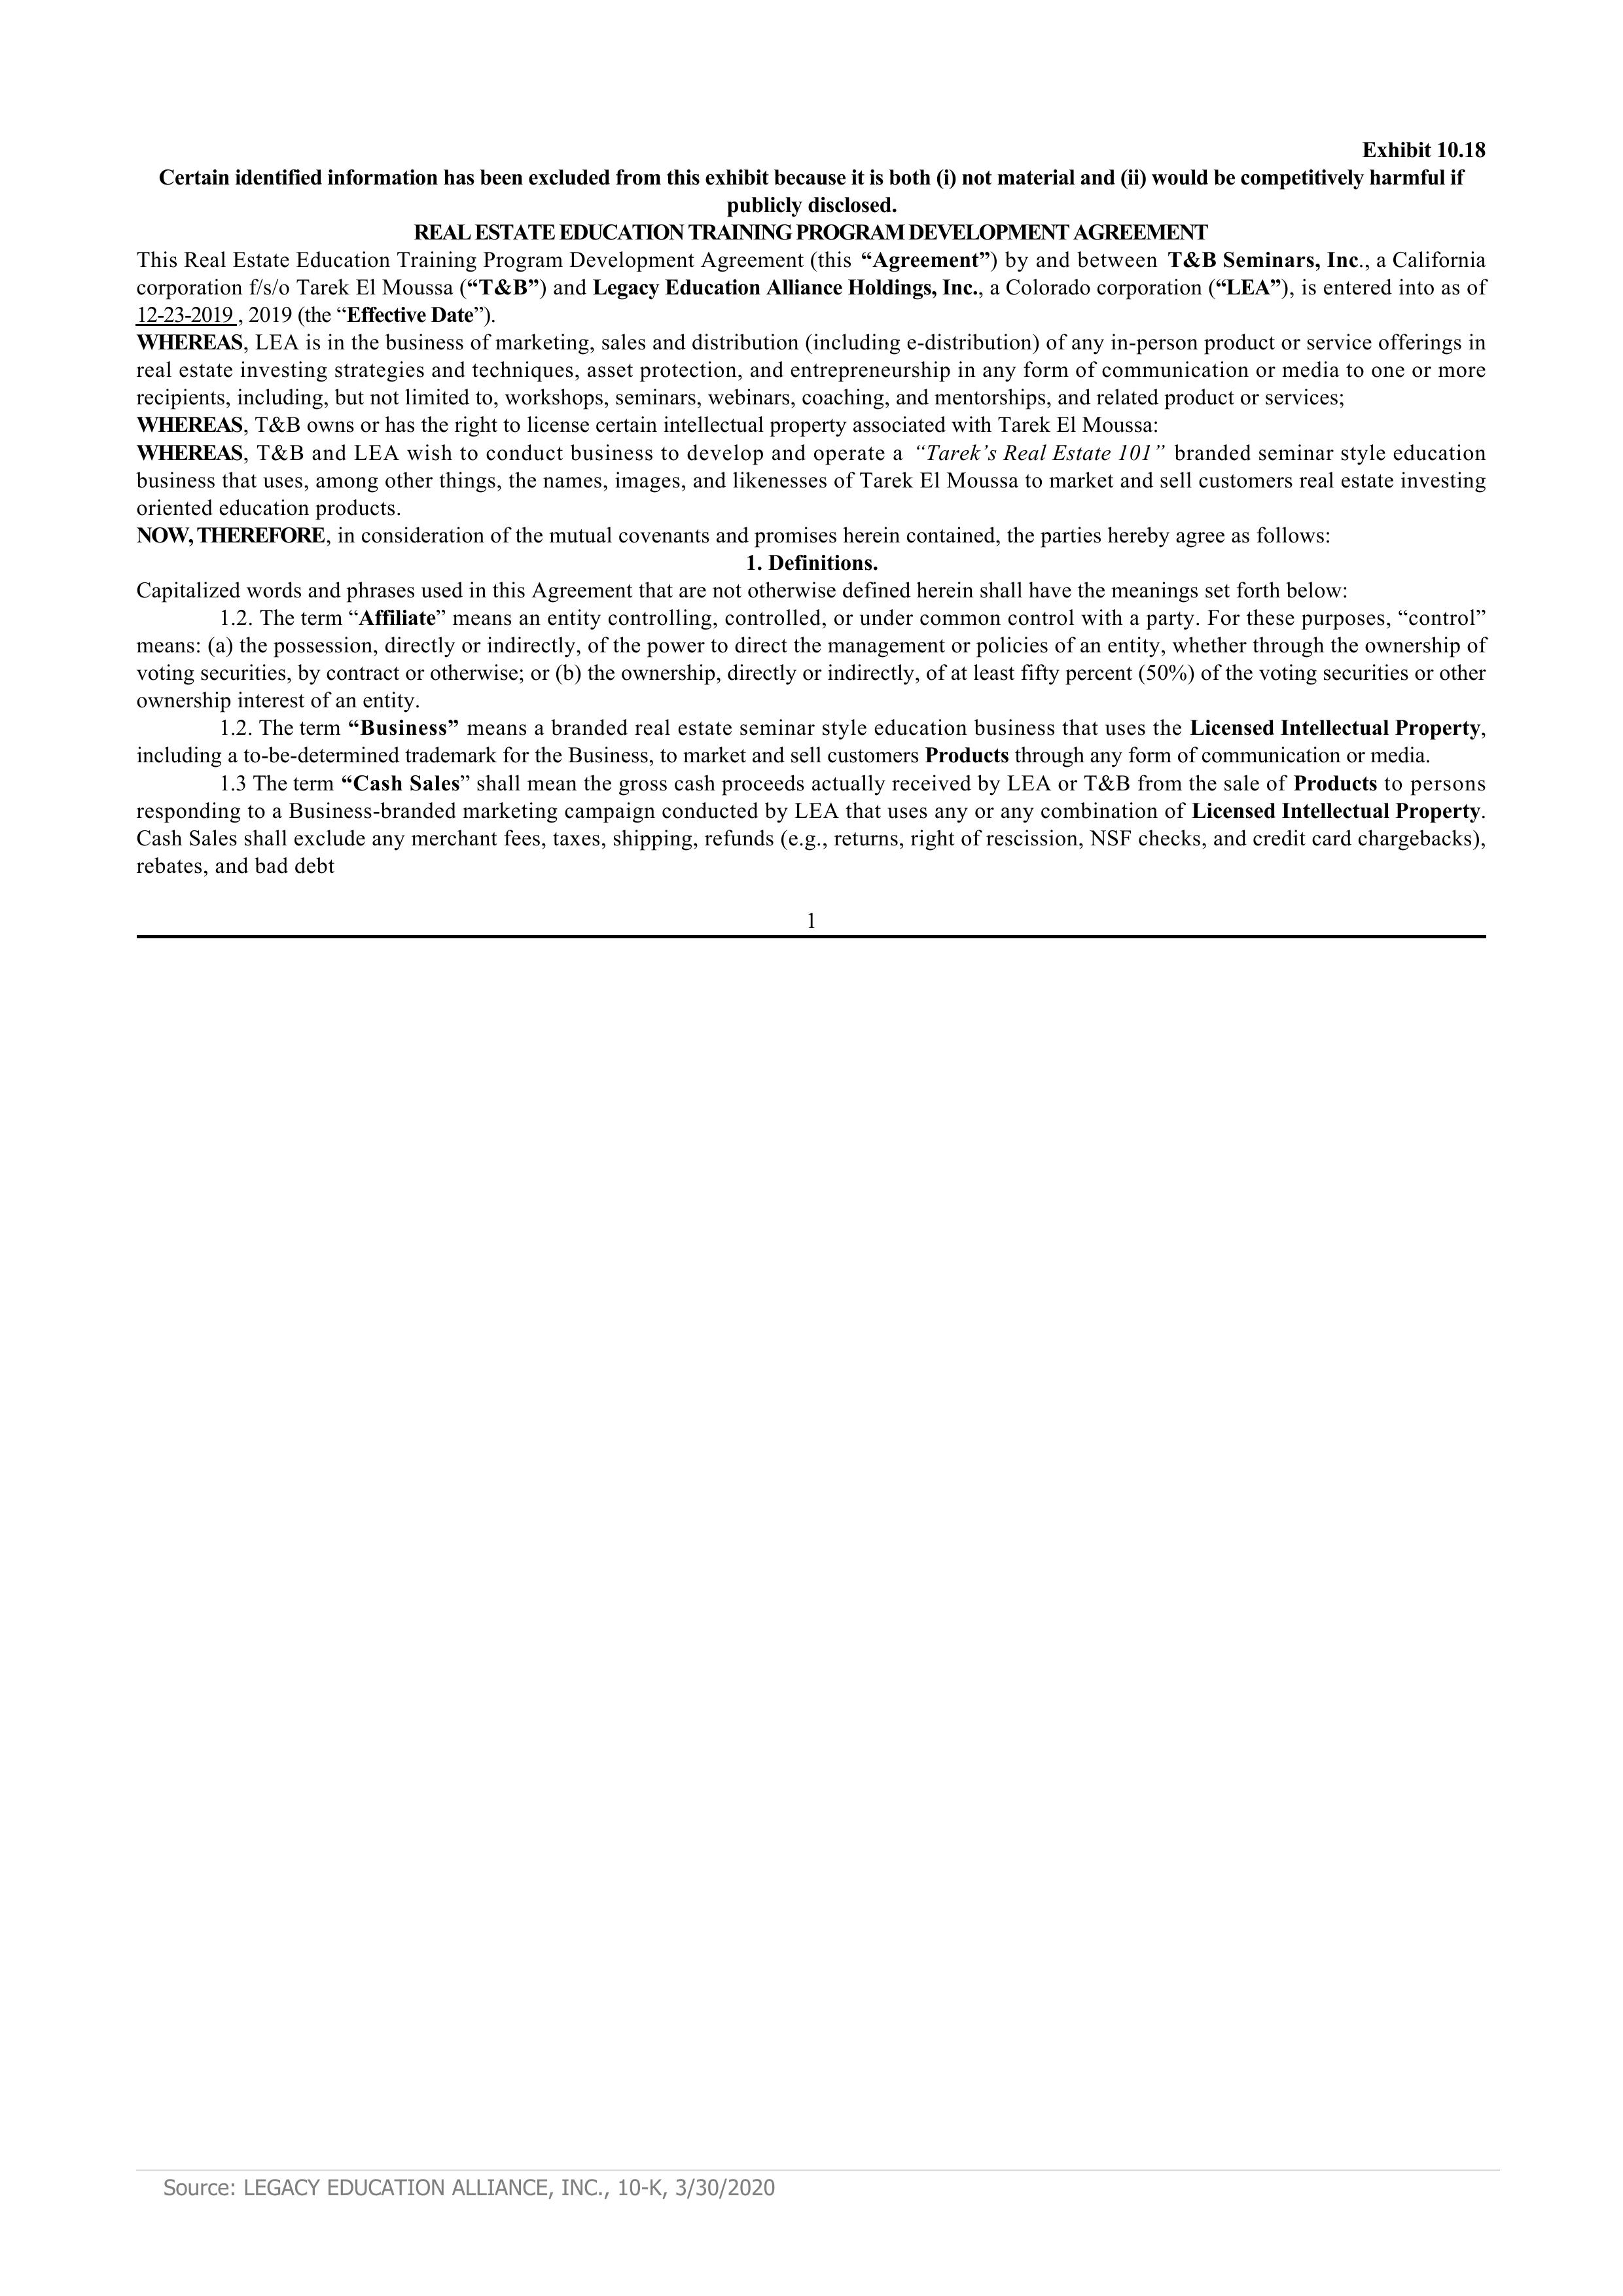 Exhibit 10.18
Certain identified information has been excluded from this exhibit because it is both (i) not material and (ii) would be competitively harmful if
publicly disclosed.
REAL ESTATE EDUCATION TRAINING PROGRAM DEVELOPMENT AGREEMENT
This Real Estate Education Training Program Development Agreement (this “Agreement”) by and between T&B Seminars, Inc., a California
corporation f/s/o Tarek El Moussa (“T&B”) and Legacy Education Alliance Holdings, Inc., a Colorado corporation (“LEA”), is entered into as of
12-23-2019 , 2019 (the “Effective Date”).
WHEREAS, LEA is in the business of marketing, sales and distribution (including e-distribution) of any in-person product or service offerings in
real estate investing strategies and techniques, asset protection, and entrepreneurship in any form of communication or media to one or more
recipients, including, but not limited to, workshops, seminars, webinars, coaching, and mentorships, and related product or services;
WHEREAS, T&B owns or has the right to license certain intellectual property associated with Tarek El Moussa:
WHEREAS, T&B and LEA wish to conduct business to develop and operate a “Tarek’s Real Estate 101” branded seminar style education
business that uses, among other things, the names, images, and likenesses of Tarek El Moussa to market and sell customers real estate investing
oriented education products.
NOW, THEREFORE, in consideration of the mutual covenants and promises herein contained, the parties hereby agree as follows:
1. Definitions.
Capitalized words and phrases used in this Agreement that are not otherwise defined herein shall have the meanings set forth below:
1.2. The term “Affiliate” means an entity controlling, controlled, or under common control with a party. For these purposes, “control”
means: (a) the possession, directly or indirectly, of the power to direct the management or policies of an entity, whether through the ownership of
voting securities, by contract or otherwise; or (b) the ownership, directly or indirectly, of at least fifty percent (50%) of the voting securities or other
ownership interest of an entity.
1.2. The term “Business” means a branded real estate seminar style education business that uses the Licensed Intellectual Property,
including a to-be-determined trademark for the Business, to market and sell customers Products through any form of communication or media.
1.3 The term “Cash Sales” shall mean the gross cash proceeds actually received by LEA or T&B from the sale of Products to persons
responding to a Business-branded marketing campaign conducted by LEA that uses any or any combination of Licensed Intellectual Property.
Cash Sales shall exclude any merchant fees, taxes, shipping, refunds (e.g., returns, right of rescission, NSF checks, and credit card chargebacks),
rebates, and bad debt
1
Source: LEGACY EDUCATION ALLIANCE, INC., 10-K, 3/30/2020